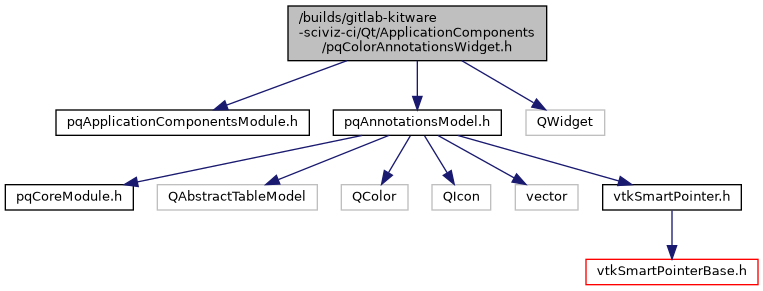 /builds/gitlab-kitware
-sciviz-ci/Qt/ApplicationComponents
/pqColorAnnotationsWidget.h
pqApplicationComponentsModule.h
pqAnnotationsModel.h
QWidget
pqCoreModule.h
QAbstractTableModel
QColor
QIcon
vector
vtkSmartPointer.h
vtkSmartPointerBase.h